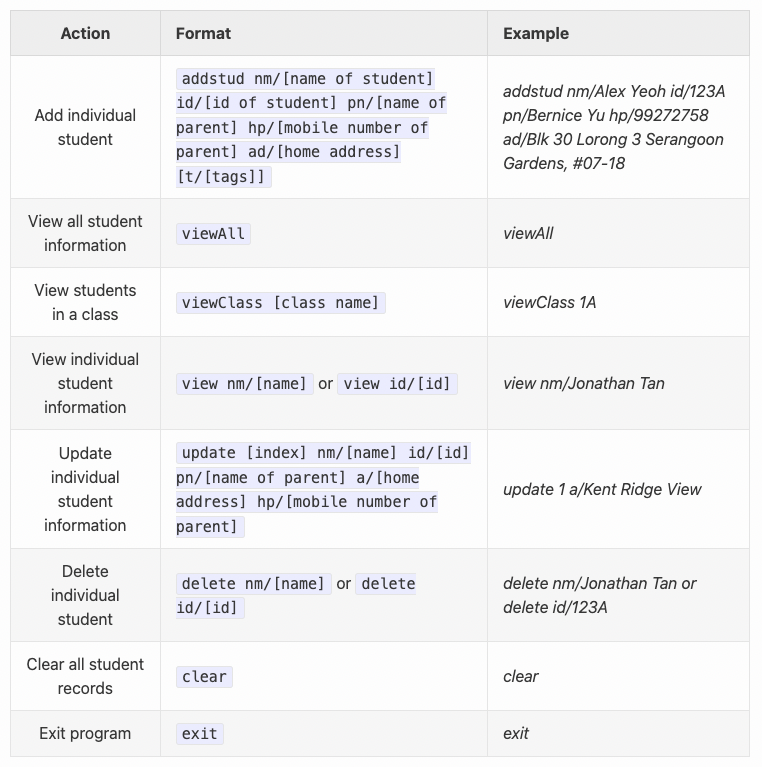 Action Format Example
Add individual
student
addstud nm/[name of student]
id/[id of student] pn/[name of
parent] hp/[mobile number of
parent] ad/[home address]
[t/[tags]]
addstud nm/Alex Yeoh id/123A
pn/Bernice Yu hp/99272758
ad/Blk 30 Lorong 3 Serangoon
Gardens, #07-18
View all student
information
viewAll
viewAll
View students
in a class
viewClass [class name]
viewClass 1A
View individual
student
information
view nm/[name] or view id/[id]
view nm/Jonathan Tan
Update
individual
student
information
update [index] nm/[name] id/[id]
pn/[name of parent] a/[home
address] hp/[mobile number of
parent]
update 1 a/Kent Ridge View
Delete
individual
student
delete nm/[name] or delete
id/[id]
delete nm/Jonathan Tan or
delete id/123A
Clear all student
records
clear
clear
Exit program
exit
exit